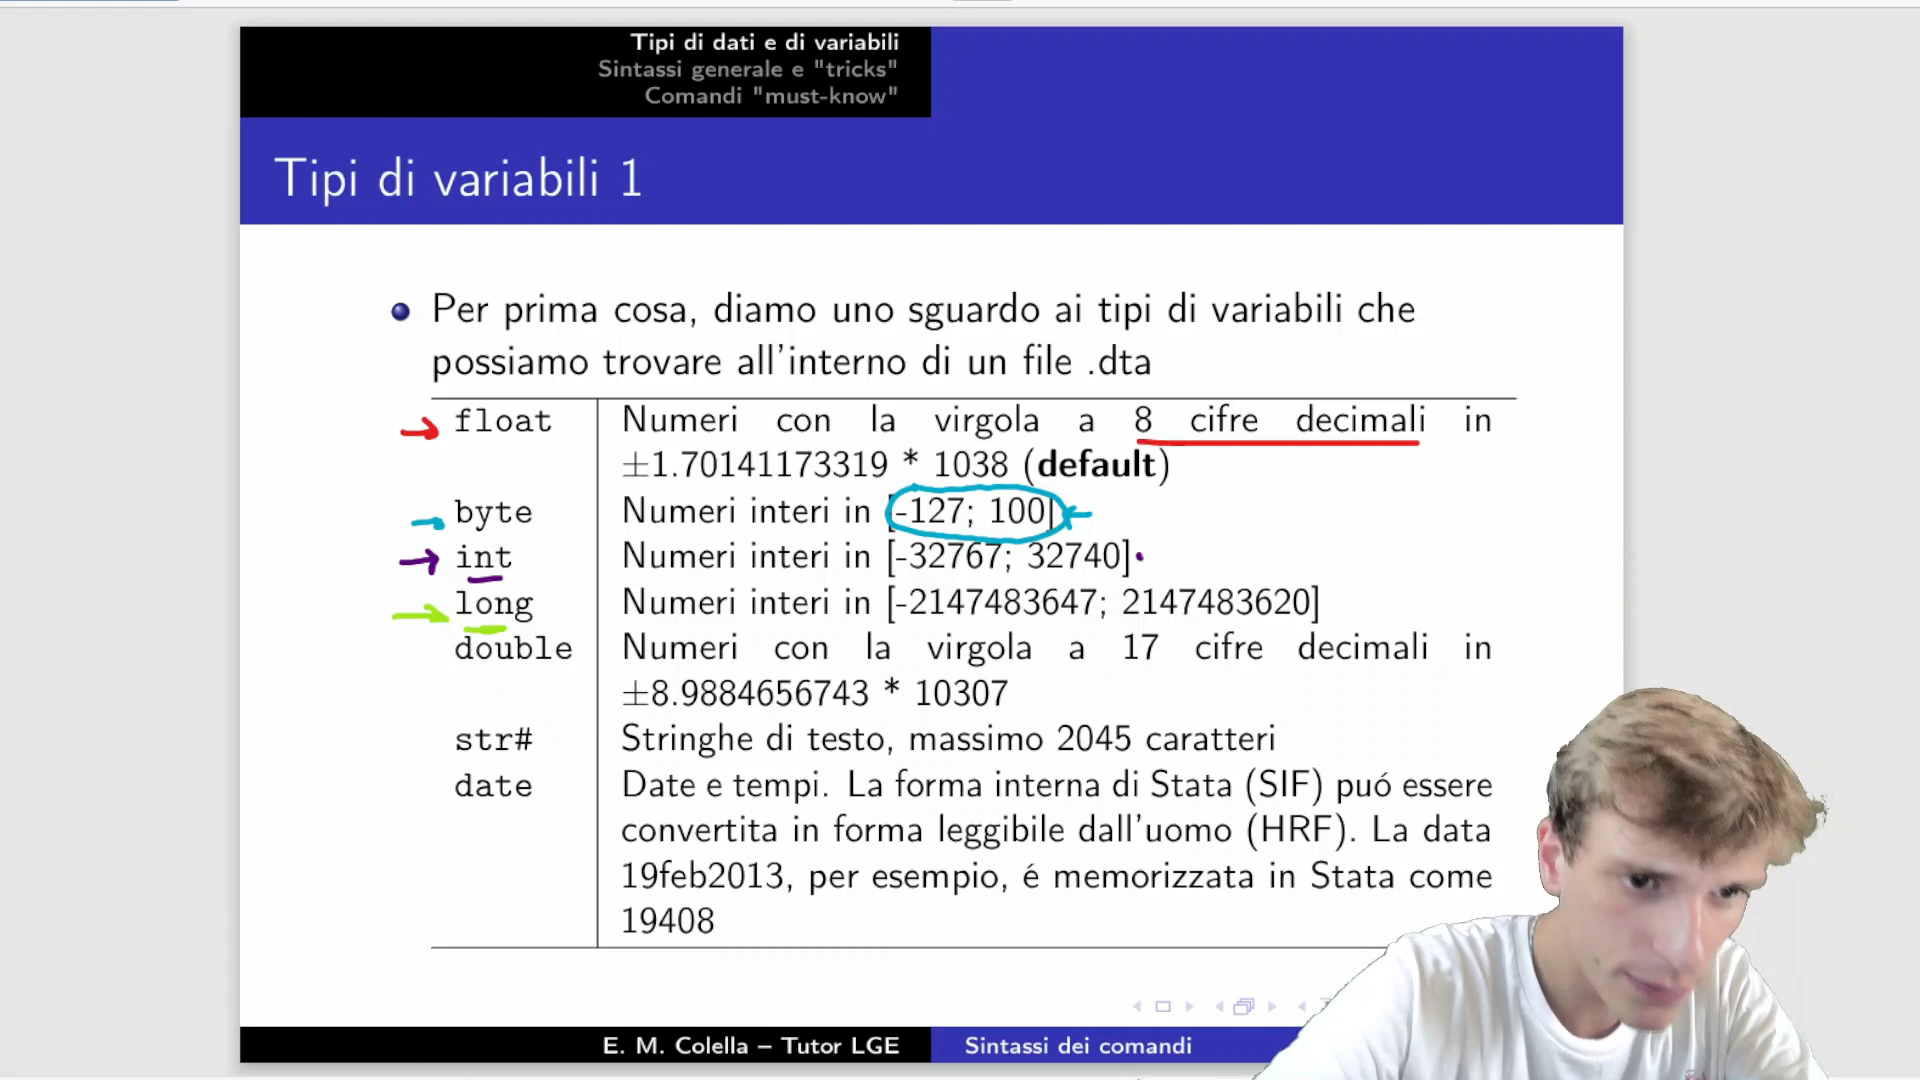 Tipi di dati e di variabili
Sintassi generale e "tricks"
Comandi "must-know"
Tipi di variabili 1
Per prima cosa, diamo uno sguardo ai tipi di variabili che
possiamo trovare all'interno di un file .dta
float Numeri con la virgola a 8 cifre decimali in
±1.70141173319 * 1038 (default)
byte Numeri interi in [-127; 100]
int Numeri interi in [-32767; 32740]
long Numeri interi in [-2147483647; 2147483620]
double Numeri con la virgola a 17 cifre decimali in
±8.9884656743 * 10307
str# Stringhe di testo, massimo 2045 caratteri
date Date e tempi. La forma interna di Stata (SIF) puó essere
convertita in forma leggibile dall'uomo (HRF). La data
19feb2013, per esempio, é memorizzata in Stata come
19408
E. M. Colella – Tutor LGE Sintassi dei comandi